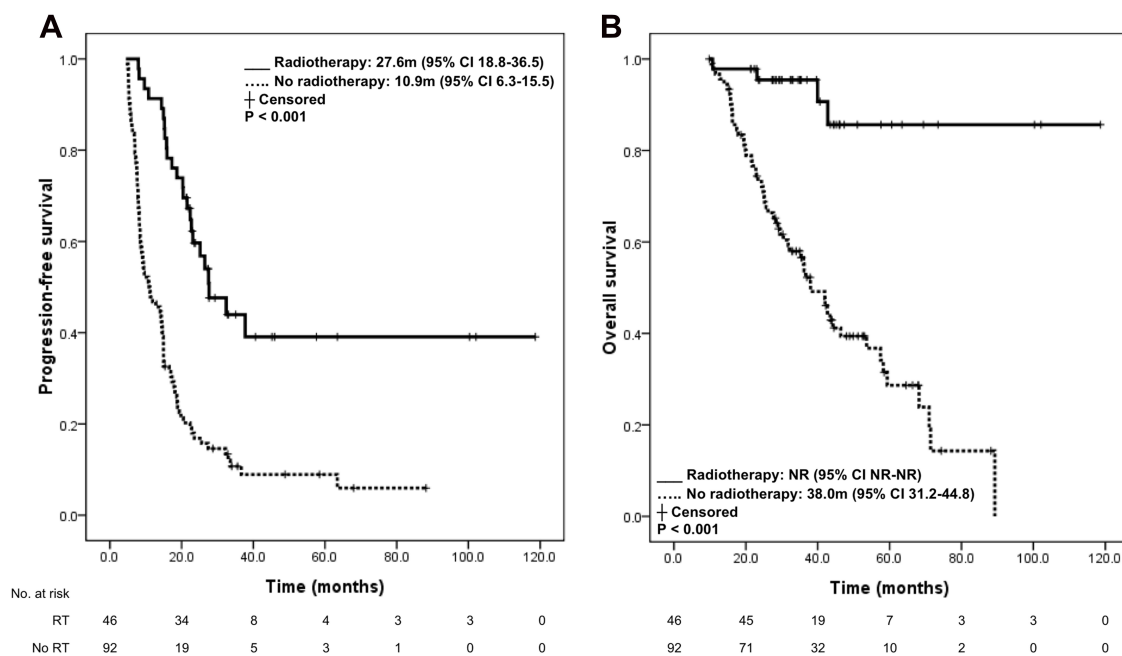 A
B
1.0
0.8
0.6
0.4
0.2
0.0
Progression-free survival
___ Radiotherapy: 27.6m (95% CI 18.8-36.5)
..... No radiotherapy: 10.9m (95% CI 6.3-15.5)
┼ Censored
P < 0.001
0.0 20.0 40.0 60.0 80.0 100.0 120.0
Time (months)
1.0
0.8
0.6
0.4
0.2
0.0
Overall survival
___ Radiotherapy: NR (95% CI NR-NR)
..... No radiotherapy: 38.0m (95% CI 31.2-44.8)
┼ Censored
P < 0.001
0.0 20.0 40.0 60.0 80.0 100.0 120.0
Time (months)
No. at risk
RT 46 34 8 4 3 3 0 46 45 19 7 3 3 0
No RT 92 19 5 3 1 0 0 92 71 32 10 2 0 0